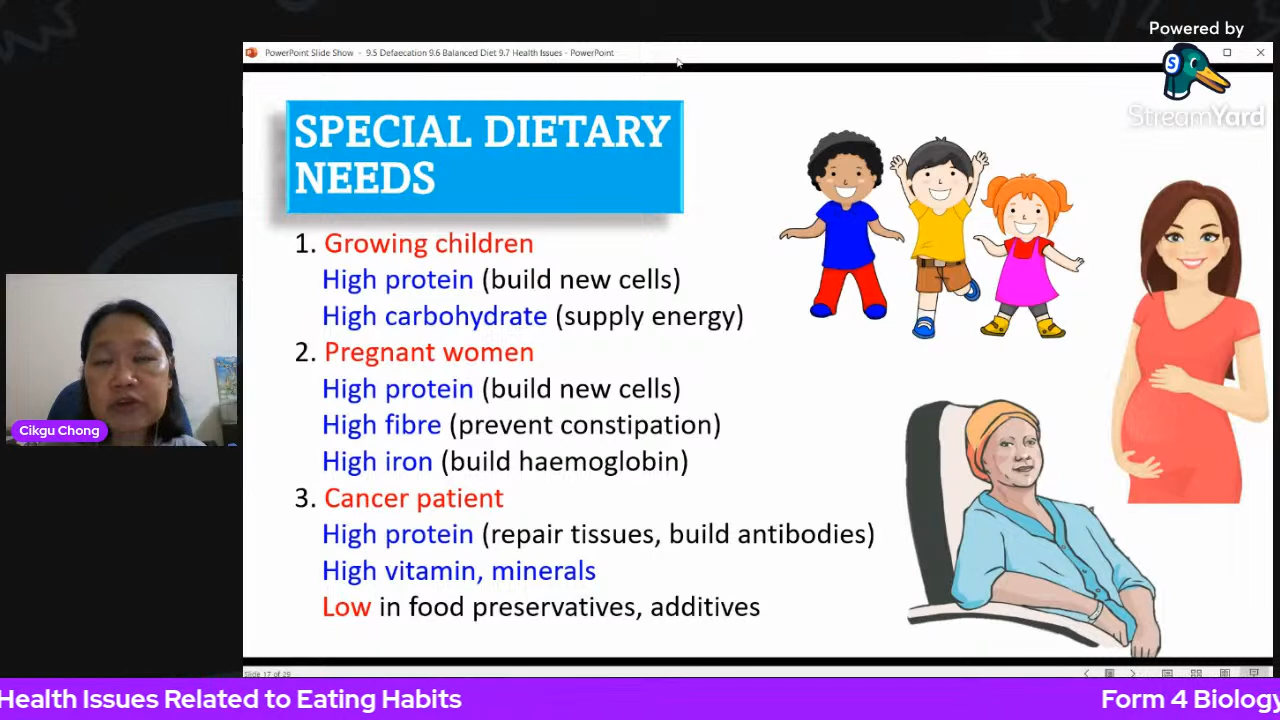 Powered by
StreamYard
PowerPoint Slide Show - 9.5 Defaecation 9.6 Balanced Diet 9.7 Health Issues - PowerPoint
SPECIAL DIETARY
NEEDS
1. Growing children
High protein (build new cells)
High carbohydrate (supply energy)
2. Pregnant women
High protein (build new cells)
High fibre (prevent constipation)
High iron (build haemoglobin)
3. Cancer patient
High protein (repair tissues, build antibodies)
High vitamin, minerals
Low in food preservatives, additives
Cikgu Chong
Slide 17 of 29
Health Issues Related to Eating Habits
Form 4 Biology